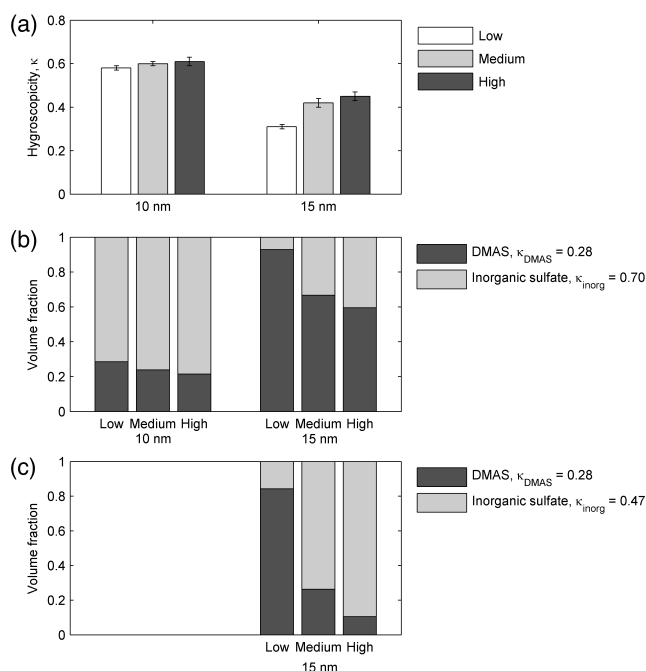 (a)
0.8
0.6
0.4
0.2
0
Hygroscopicity, κ
10 nm
15 nm
Low
Medium
High
(b)
1
0.8
0.6
0.4
0.2
0
Volume fraction
Low Medium High
10 nm
Low Medium High
15 nm
DMAS, κDMAS = 0.28
Inorganic sulfate, κinorg = 0.70
(c)
1
0.8
0.6
0.4
0.2
0
Volume fraction
Low Medium High
15 nm
DMAS, κDMAS = 0.28
Inorganic sulfate, κinorg = 0.47